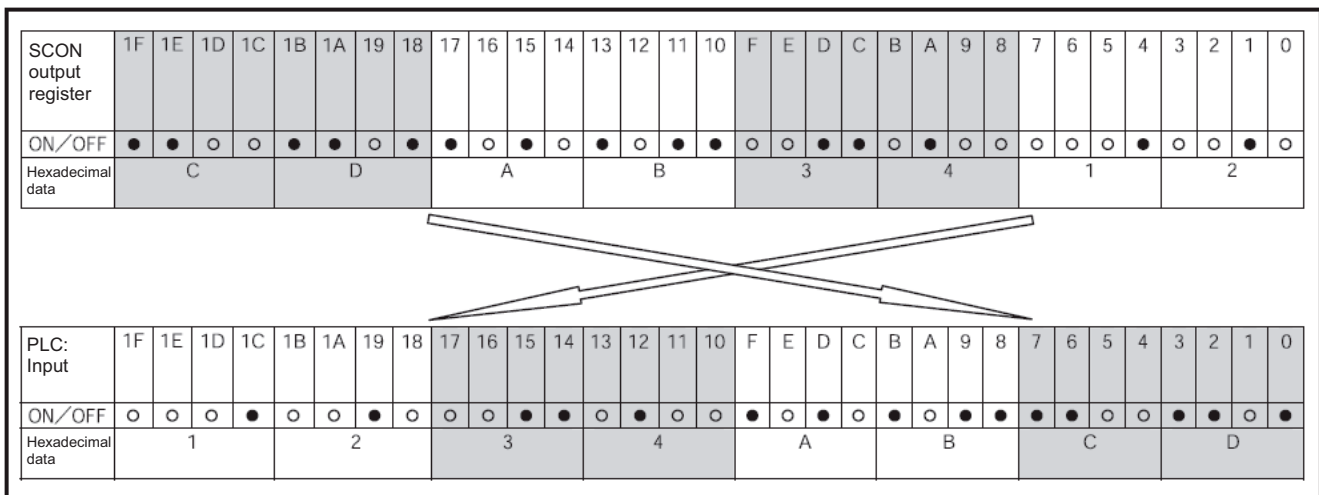 SCON output register 1F 1E 1D 1C 1B 1A 19 18 17 16 15 14 13 12 11 10 F E D C B A 9 8 7 6 5 4 3 2 1 0
ON/OFF ● ● ○ ○ ● ● ○ ● ● ○ ● ○ ● ○ ● ● ○ ○ ● ● ○ ● ○ ○ ○ ○ ○ ● ○ ○ ● ○
Hexadecimal data C D A B 3 4 1 2
PLC: Input 1F 1E 1D 1C 1B 1A 19 18 17 16 15 14 13 12 11 10 F E D C B A 9 8 7 6 5 4 3 2 1 0
ON/OFF ○ ○ ○ ● ○ ○ ● ○ ○ ○ ● ● ○ ● ○ ○ ● ○ ● ○ ● ○ ● ● ● ● ○ ○ ● ● ○ ●
Hexadecimal data 1 2 3 4 A B C D